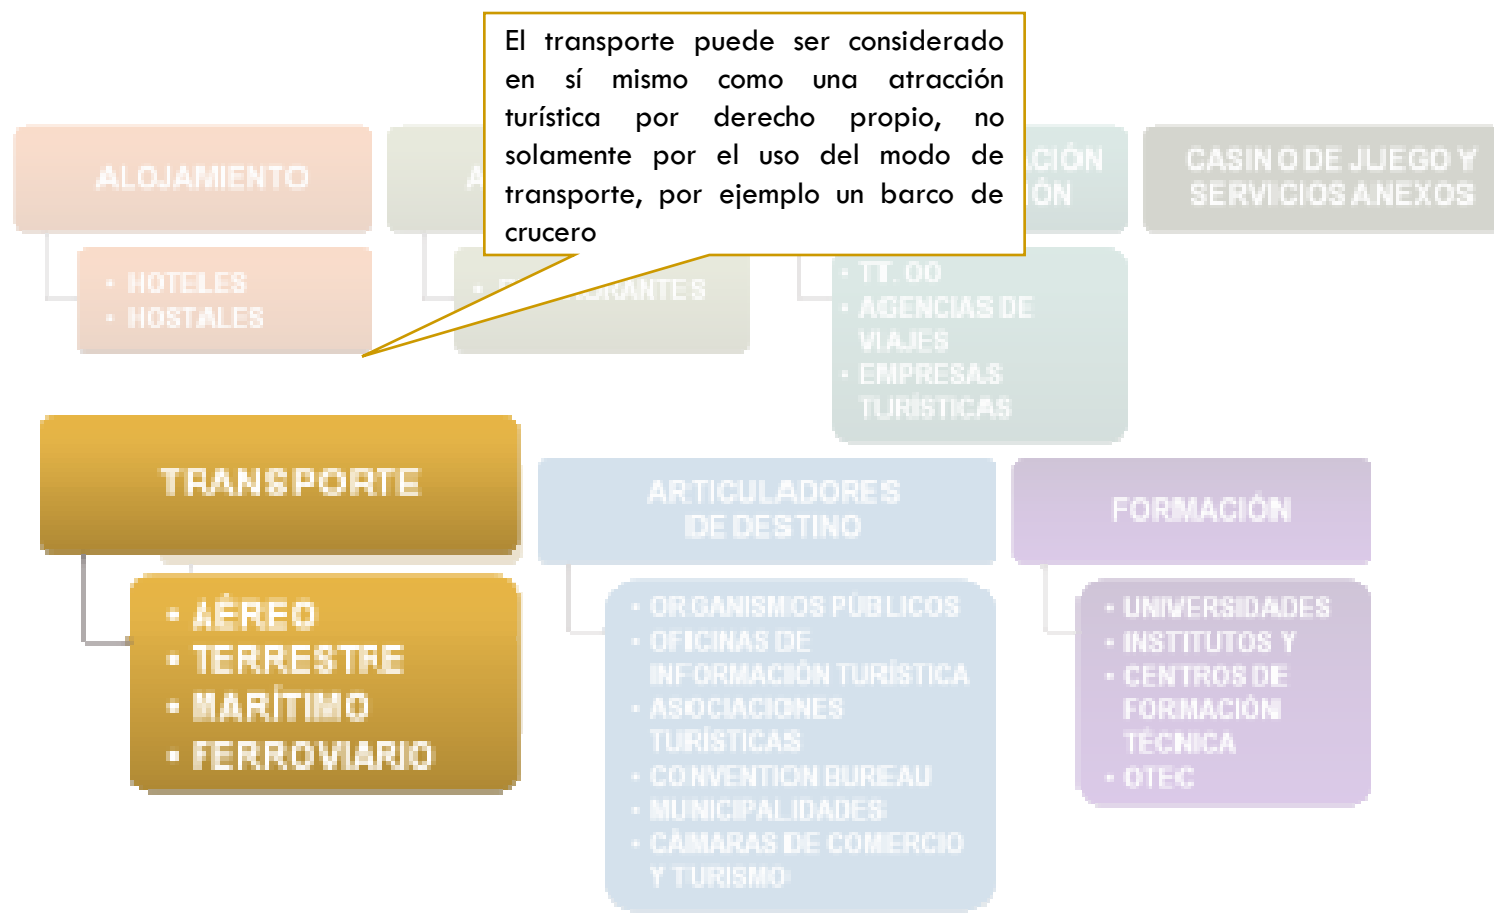 El transporte puede ser considerado
en sí mismo como una atracción
turística por derecho propio, no
solamente por el uso del modo de
transporte, por ejemplo un barco de
crucero
ALOJAMIENTO
CASINO DE JUEGO Y
SERVICIOS ANEXOS
• HOTELES
• HOSTALES
• TT. OO
• AGENCIAS DE
VIAJES
• EMPRESAS
TURÍSTICAS
TRANSPORTE
• AÉREO
• TERRESTRE
• MARÍTIMO
• FERROVIARIO
ARTICULADORES
DE DESTINO
• ORGANISMOS PÚBLICOS
• OFICINAS DE
INFORMACIÓN TURÍSTICA
• ASOCIACIONES
TURÍSTICAS
• CONVENTION BUREAU
• MUNICIPALIDADES
• CÁMARAS DE COMERCIO
Y TURISMO
FORMACIÓN
• UNIVERSIDADES
• INSTITUTOS Y
• CENTROS DE
FORMACIÓN
TÉCNICA
• OTEC